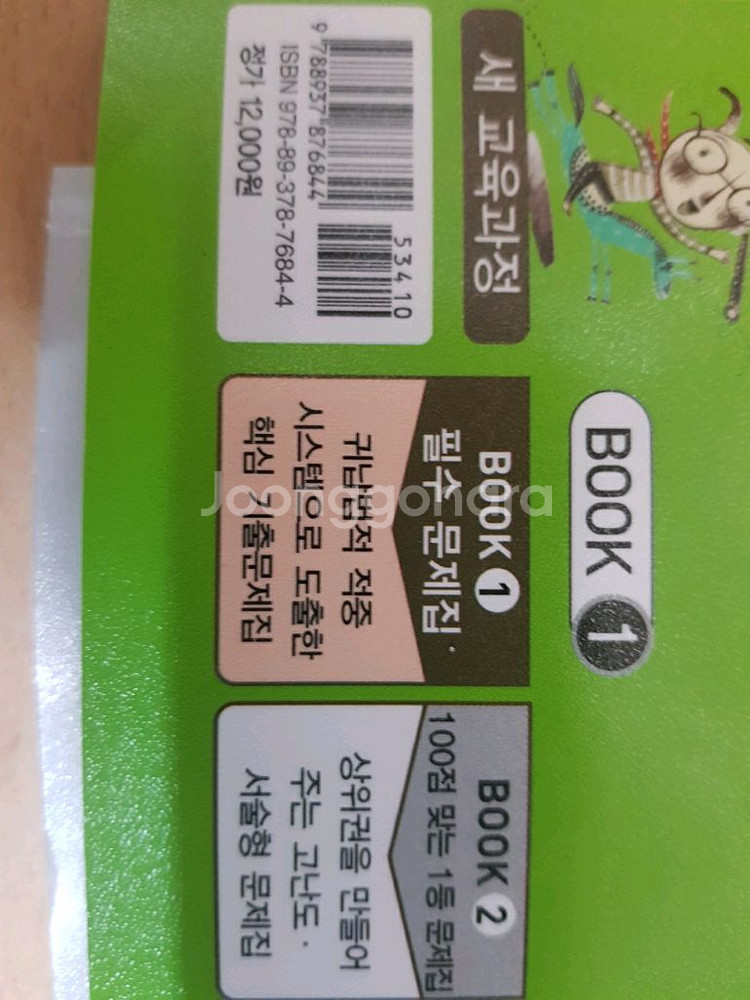 새 교육과정
53410
9 788937 876844
ISBN 978-89-378-7684-4
정가 12,000원
BOOK 1
BOOK 1
필수 문제집
귀납법적 적중
시스템으로 도출한
핵심 기출문제집
BOOK 2
100점 맞는 1등 문제집
상위권을 만들어
주는 고난도·
서술형 문제집
Joonggonara